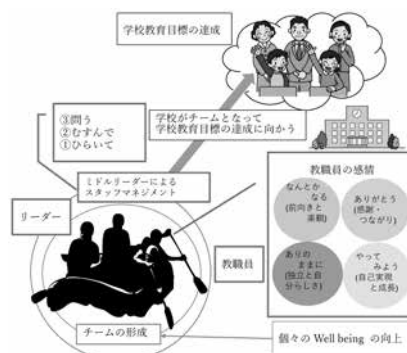 学校教育目標の達成
③問う
②むすんで
①ひらいて
学校がチームとなって
学校教育目標の達成に向かう
ミドルリーダーによる
スタッフマネジメント
リーダー
教職員
チームの形成
教職員の感情
なんとか
なる
(前向きと
楽観)
ありがとう
(感謝・
つながり)
ありの
ままに
(独立と自
分らしさ)
やって
みよう
(自己実現
と成長)
個々の Well being の向上